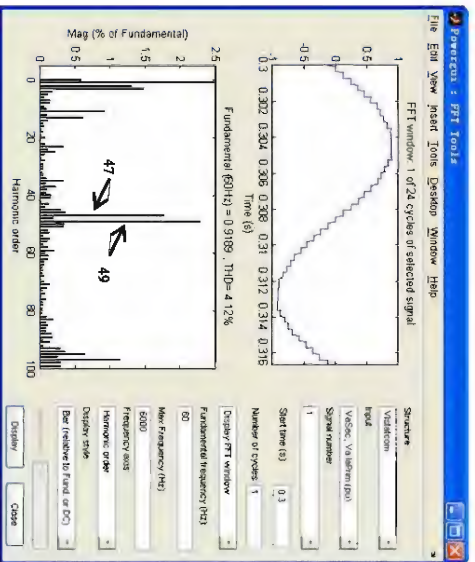 Powergui : FFT Tools
File Edit View Insert Tools Desktop Window Help
FFT window: 1 of 24 cycles of selected signal
1
0.5
0
-0.5
-1
0.3 0.302 0.304 0.306 0.308 0.31 0.312 0.314 0.316
Time (s)
Fundamental (60Hz) = 0.9189 , THD= 4.12%
Mag (% of Fundamental)
2.5
2
1.5
1
0.5
0
47
49
0 20 40 60 80 100
Harmonic order
Structure
Vstatcom
Input
VaSec, VaVaPrim (pu)
Signal number
1
Start time (s) 0.3
Number of cycles 1
Display FFT window
Fundamental frequency (Hz)
60
Max Frequency (Hz)
6000
Frequency axis
Harmonic order
Display style
Bar (relative to Fund. or DC)
Display
Close